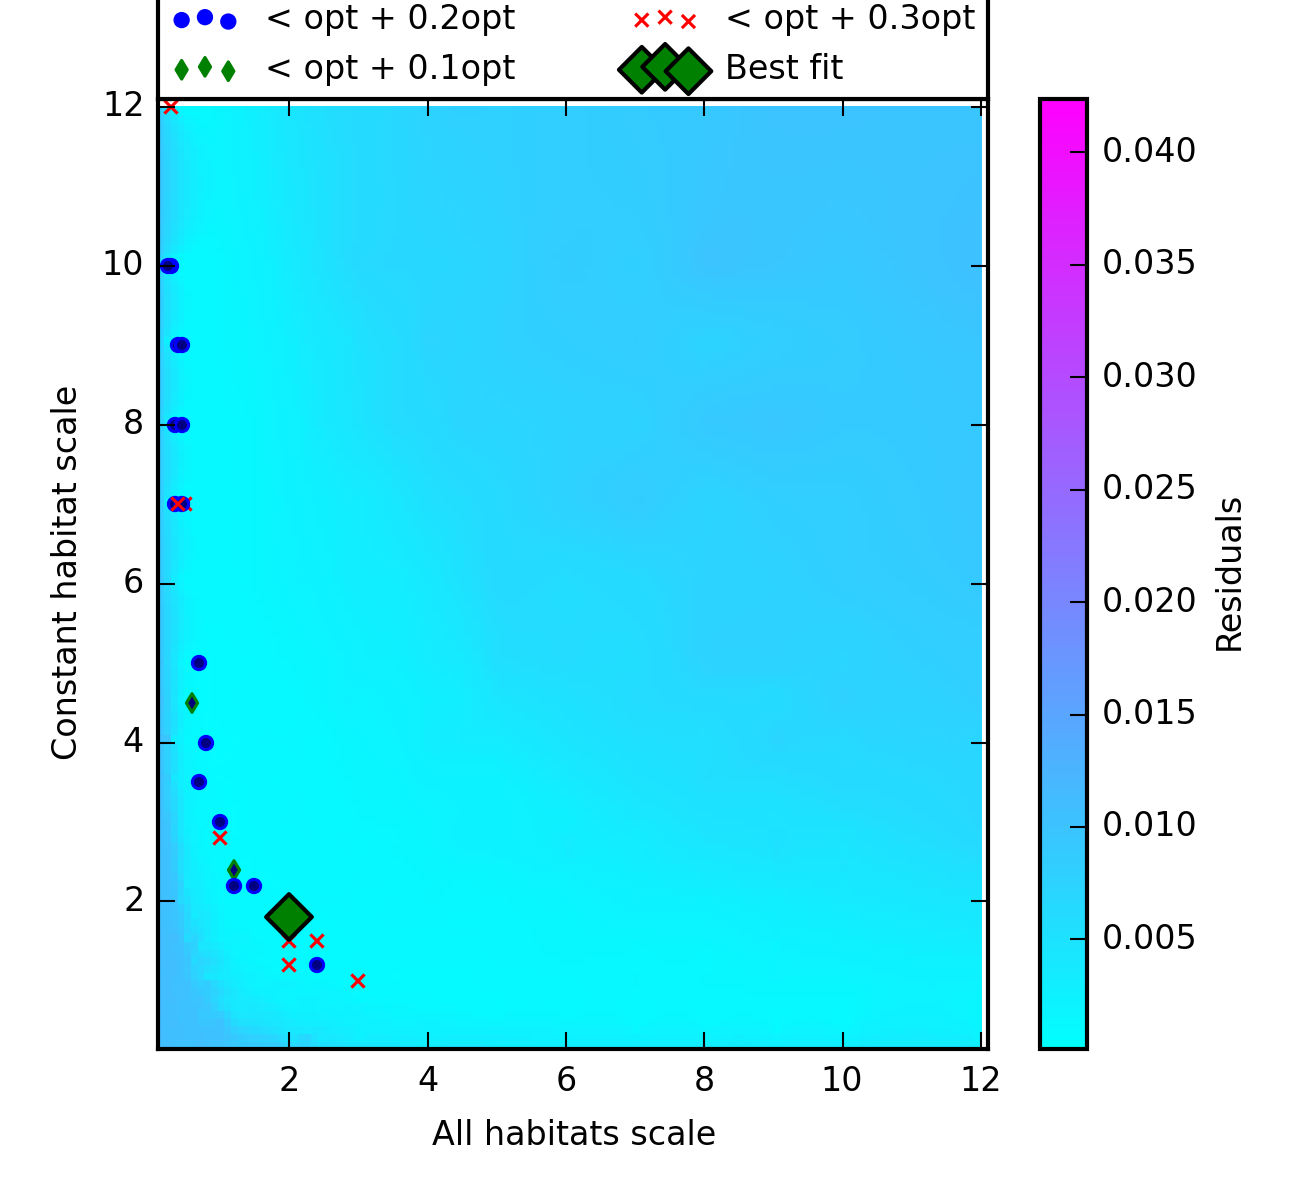 < opt + 0.2opt
< opt + 0.3opt
< opt + 0.1opt
Best fit
12
10
8
6
4
2
Constant habitat scale
2
4
6
8
10
12
All habitats scale
0.040
0.035
0.030
0.025
0.020
0.015
0.010
0.005
Residuals